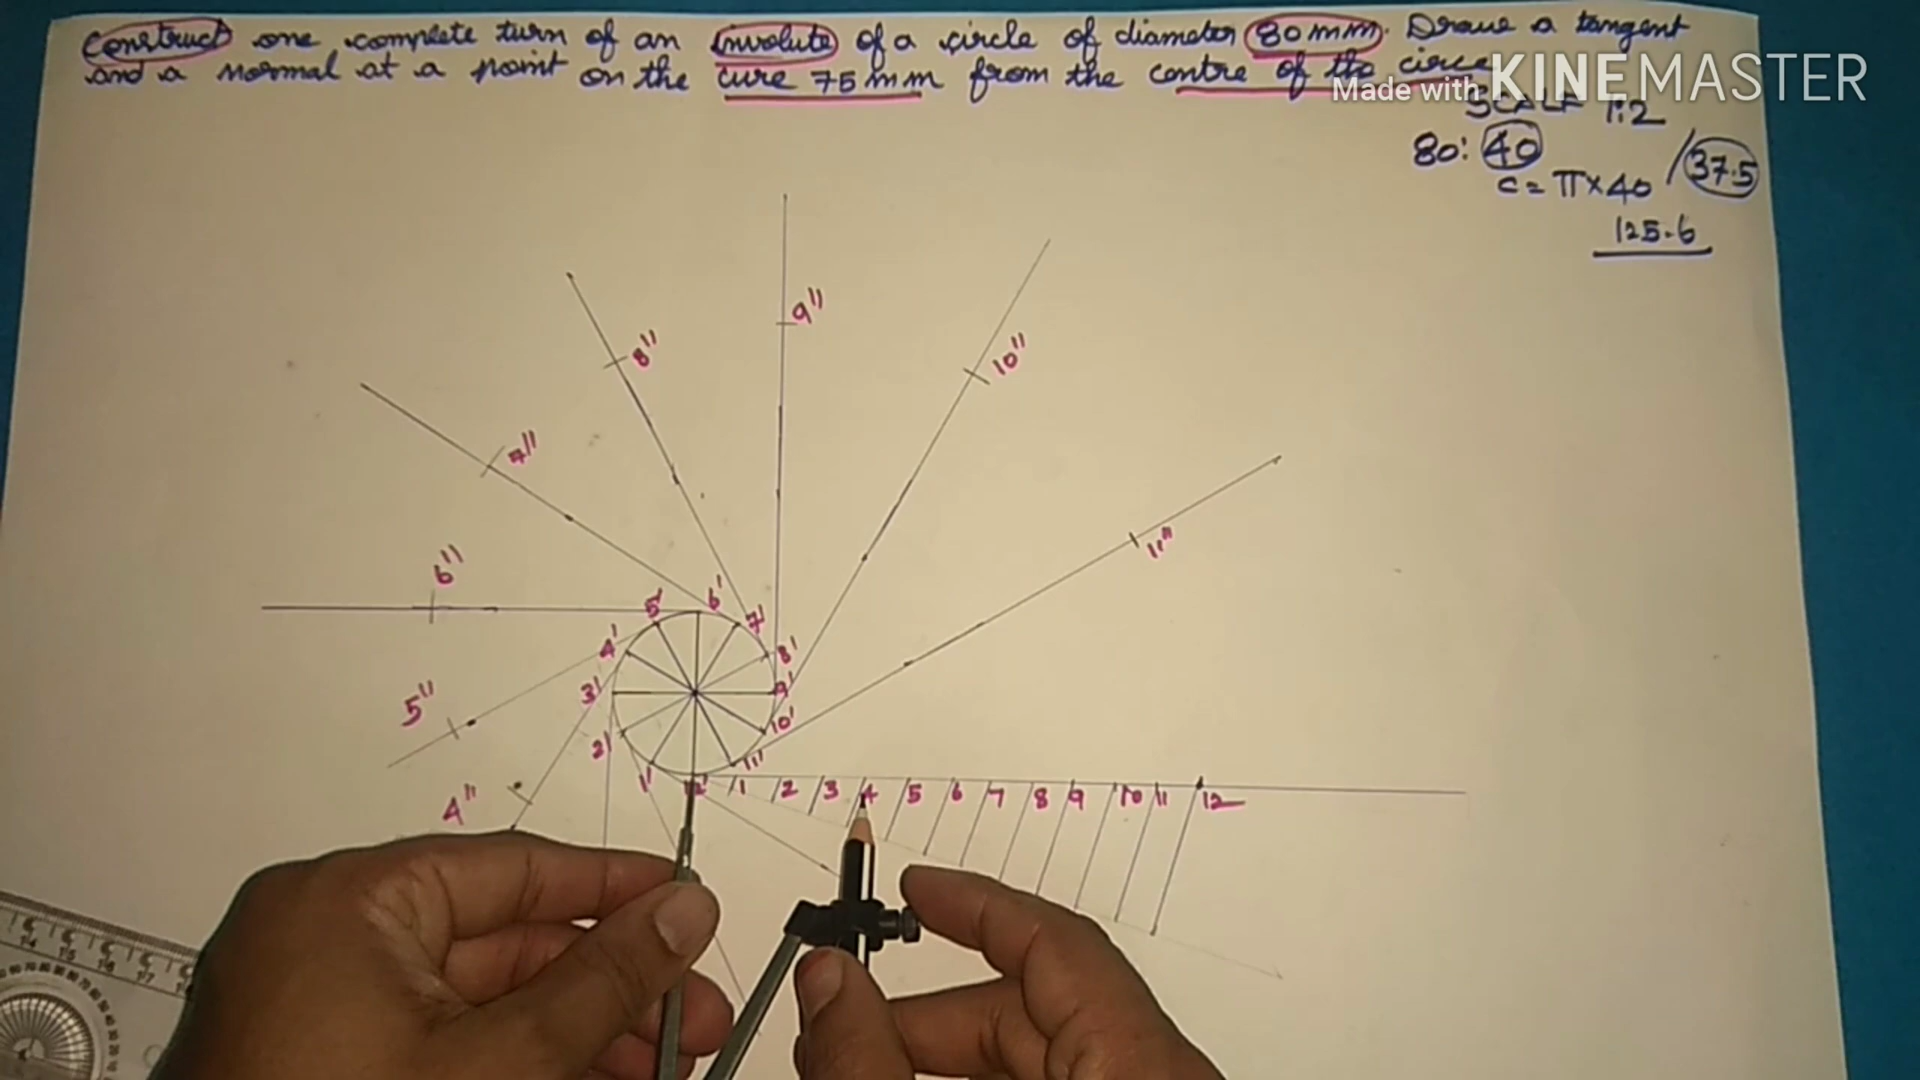 Construct one complete turn of an involute of a circle of diameter 80mm. Draw a tangent
and a normal at a point on the cure 75mm from the centre of the circle
Made with KINEMASTER
SCALE 1:2
80: 40
/37.5
C = π×40
125.6
9"
8"
10"
7"
11"
6"
5' 6' 7'
4' 8'
3' 9'
5"
10'
2' 11'
1' 12' 1 2 3 4 5 6 7 8 9 10 11 12
4"